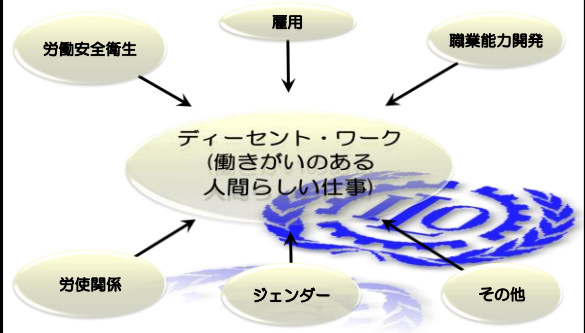 雇用
労働安全衛生
職業能力開発
ディーセント・ワーク
(働きがいのある
人間らしい仕事)
ILO
労使関係
ジェンダー
その他